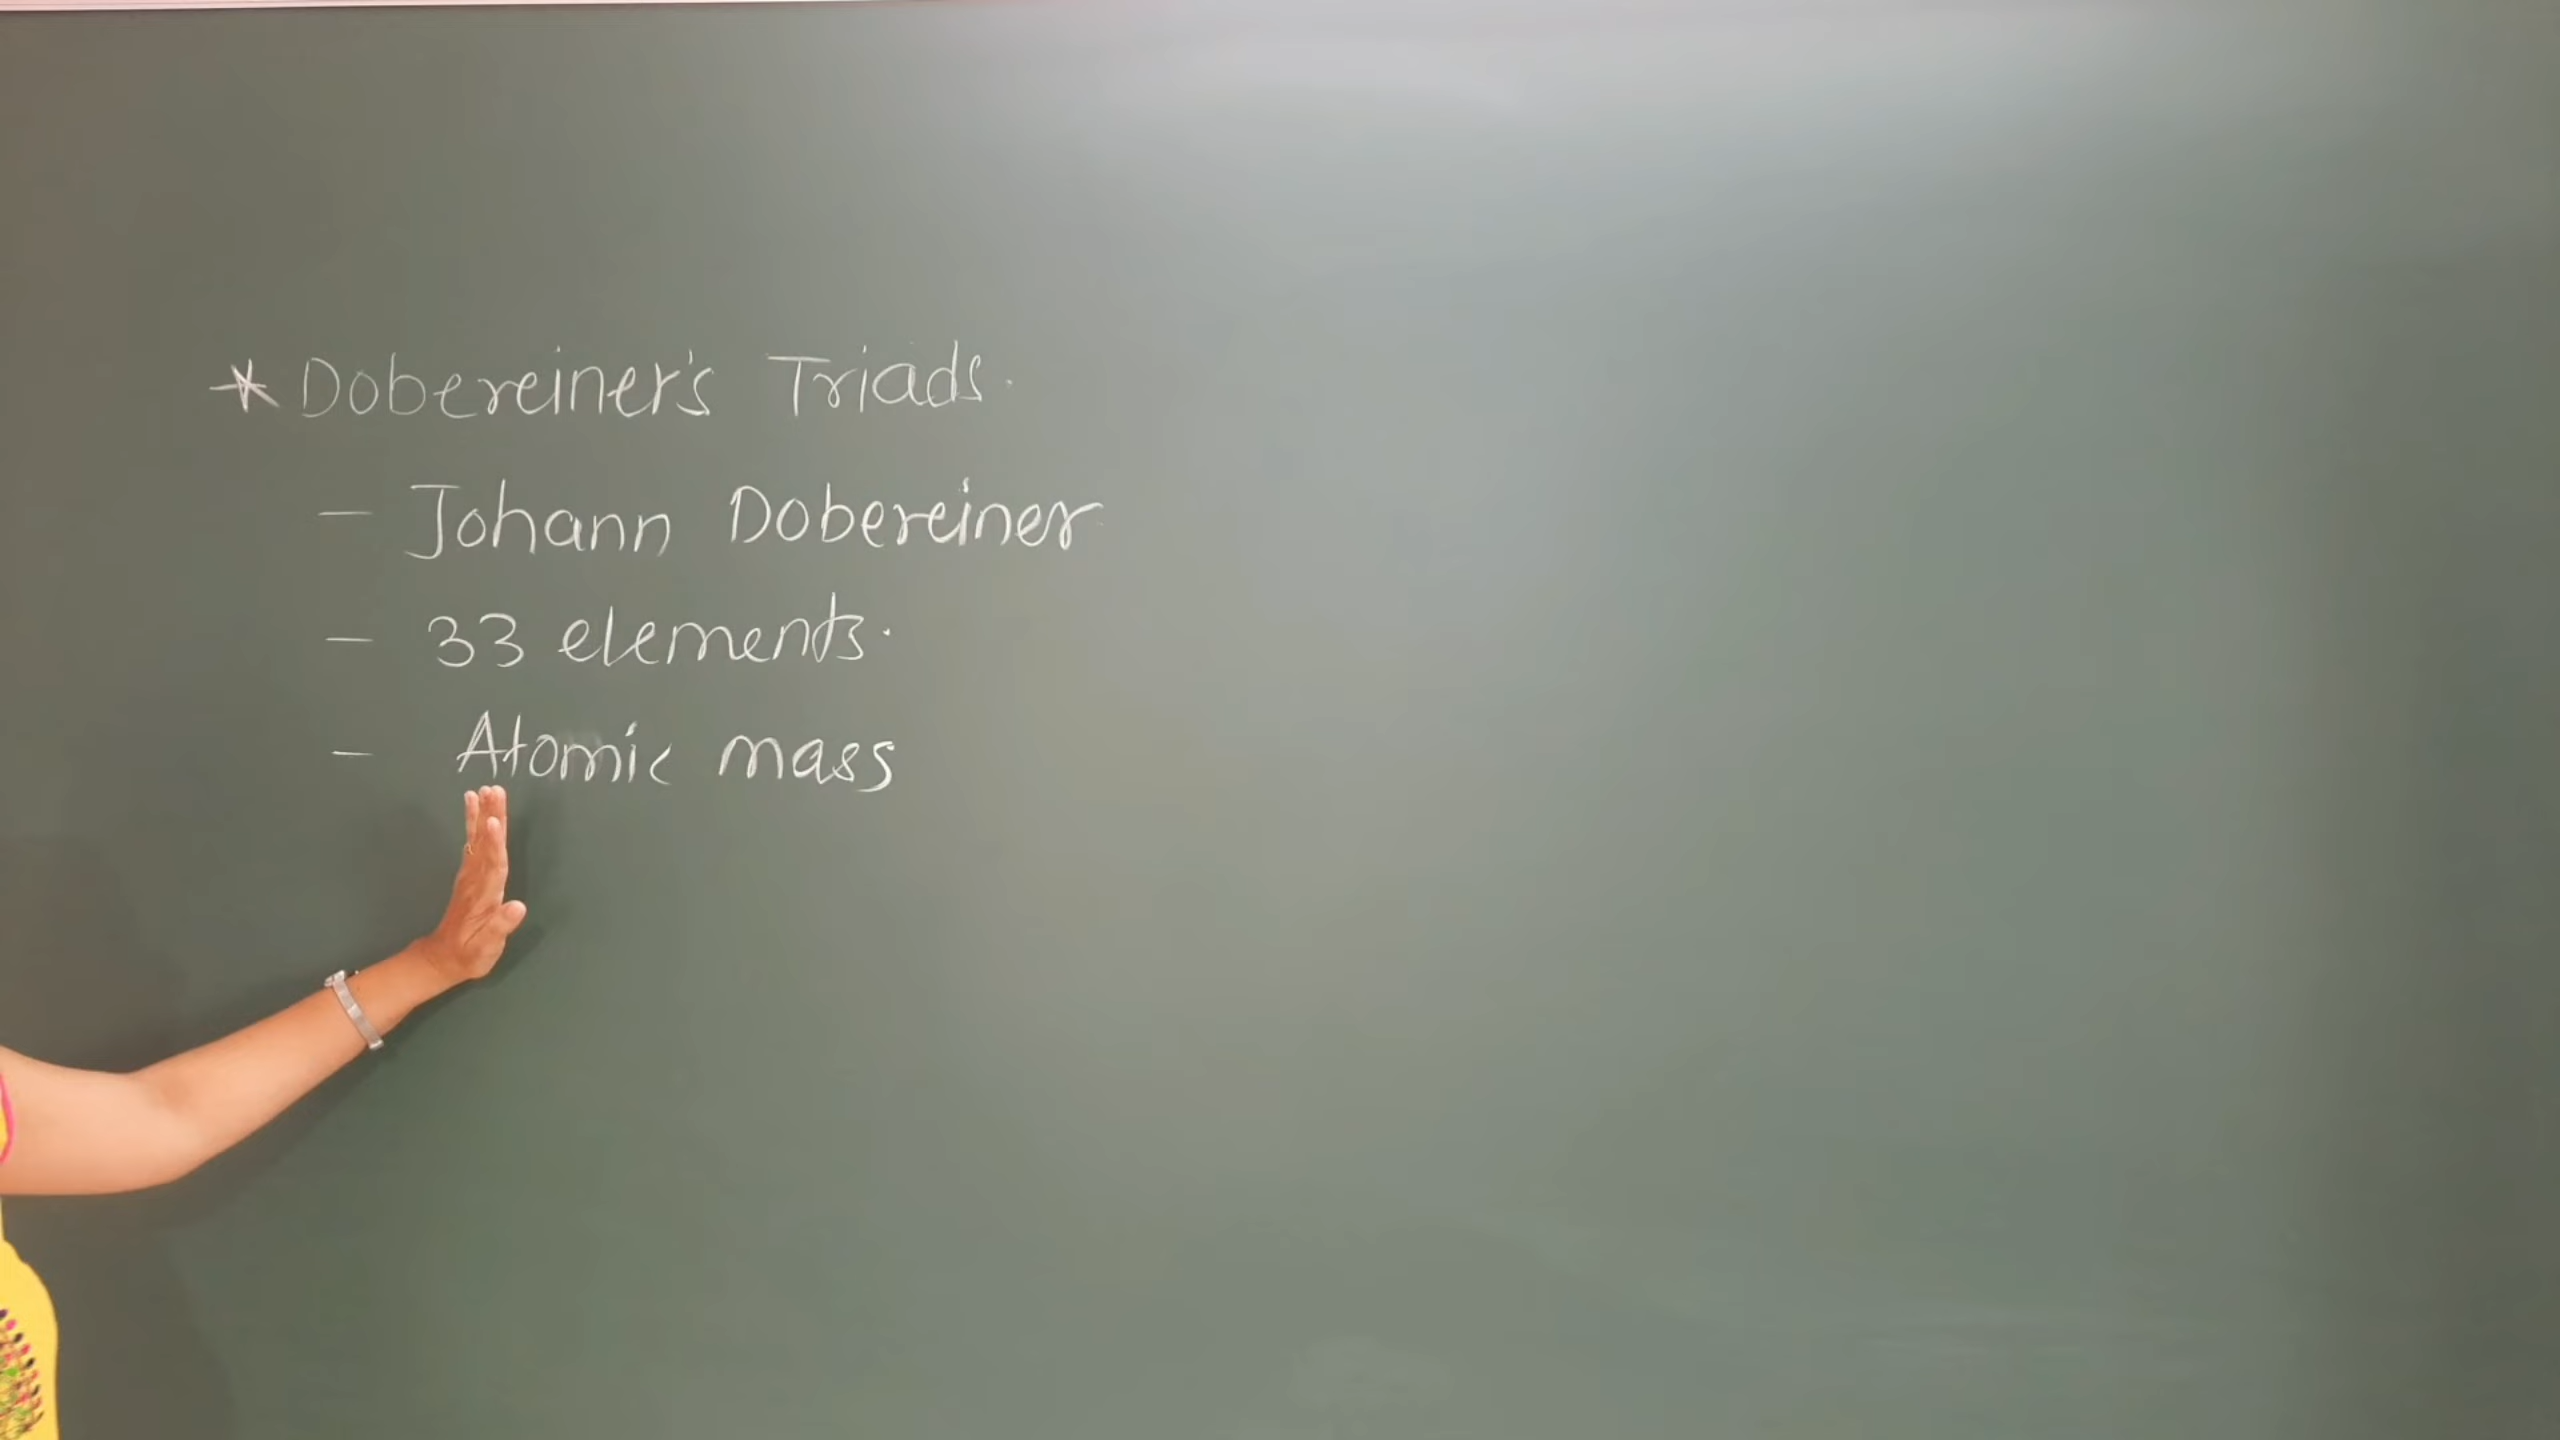 * Dobereiner's Triads.
- Johann Dobereiner
- 33 elements.
- Atomic mass